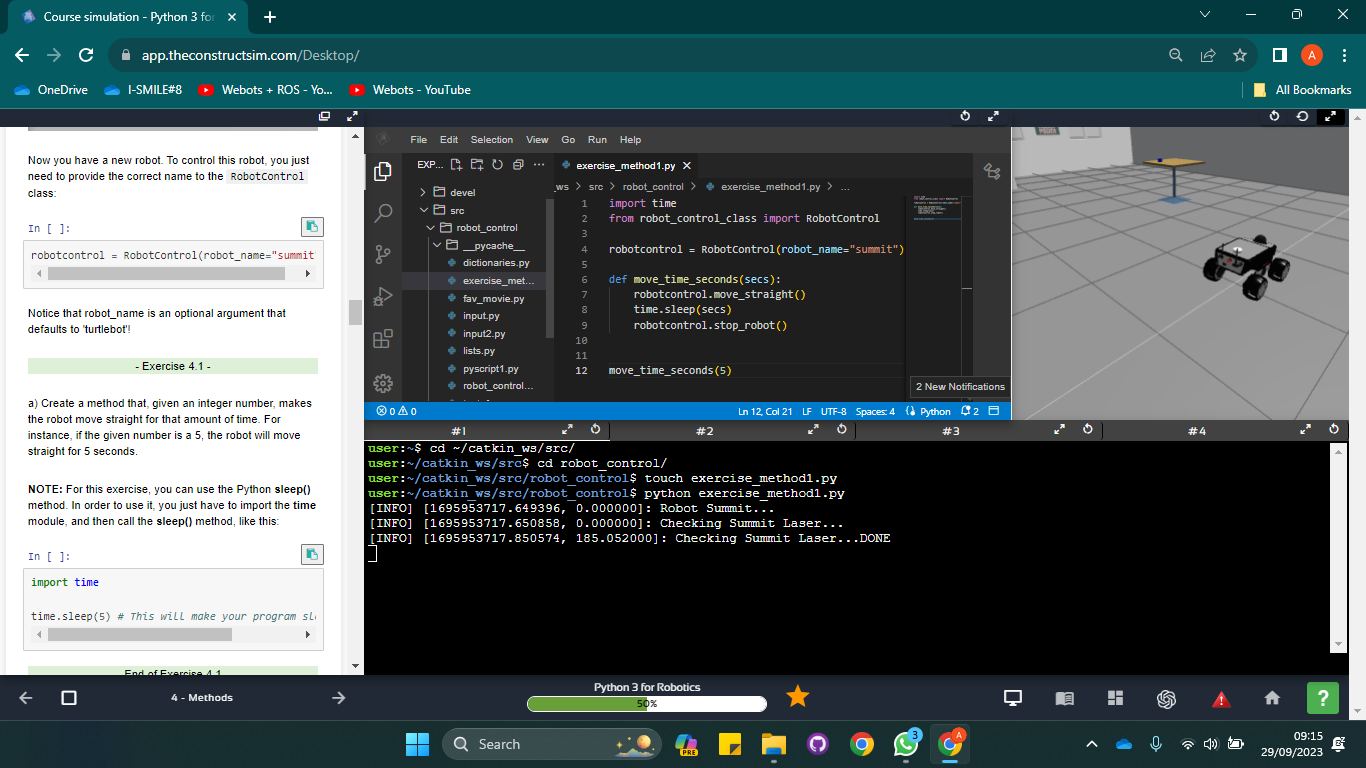 Course simulation - Python 3 fo
app.theconstructsim.com/Desktop/
A
OneDrive
I-SMILE#8
Webots + ROS - Yo...
Webots - YouTube
All Bookmarks
Now you have a new robot. To control this robot, you just
need to provide the correct name to the RobotControl
class:
In [ ]:
robotcontrol = RobotControl(robot_name="summit'
Notice that robot_name is an optional argument that
defaults to 'turtlebot'!
- Exercise 4.1 -
a) Create a method that, given an integer number, makes
the robot move straight for that amount of time. For
instance, if the given number is a 5, the robot will move
straight for 5 seconds.
NOTE: For this exercise, you can use the Python sleep()
method. In order to use it, you just have to import the time
module, and then call the sleep() method, like this:
In [ ]:
import time
time.sleep(5) # This will make your program sl
End of Exercise 4.1
File Edit Selection View Go Run Help
EXP...
devel
src
robot_control
__pycache__
dictionaries.py
exercise_met...
fav_movie.py
input.py
input2.py
lists.py
pyscript1.py
robot_control...
exercise_method1.py
_ws > src > robot_control > exercise_method1.py > ...
1 import time
2 from robot_control_class import RobotControl
3
4 robotcontrol = RobotControl(robot_name="summit")
5
6 def move_time_seconds(secs):
7 robotcontrol.move_straight()
8 time.sleep(secs)
9 robotcontrol.stop_robot()
10
11
12 move_time_seconds(5)
2 New Notifications
0 0 Ln 12, Col 21 LF UTF-8 Spaces: 4 Python 2
#1 #2 #3 #4
user:~$ cd ~/catkin_ws/src/
user:~/catkin_ws/src$ cd robot_control/
user:~/catkin_ws/src/robot_control$ touch exercise_method1.py
user:~/catkin_ws/src/robot_control$ python exercise_method1.py
[INFO] [1695953717.649396, 0.000000]: Robot Summit...
[INFO] [1695953717.650858, 0.000000]: Checking Summit Laser...
[INFO] [1695953717.850574, 185.052000]: Checking Summit Laser...DONE
4 - Methods
Python 3 for Robotics
50%
?
Search
PRE
3
A
09:15
29/09/2023